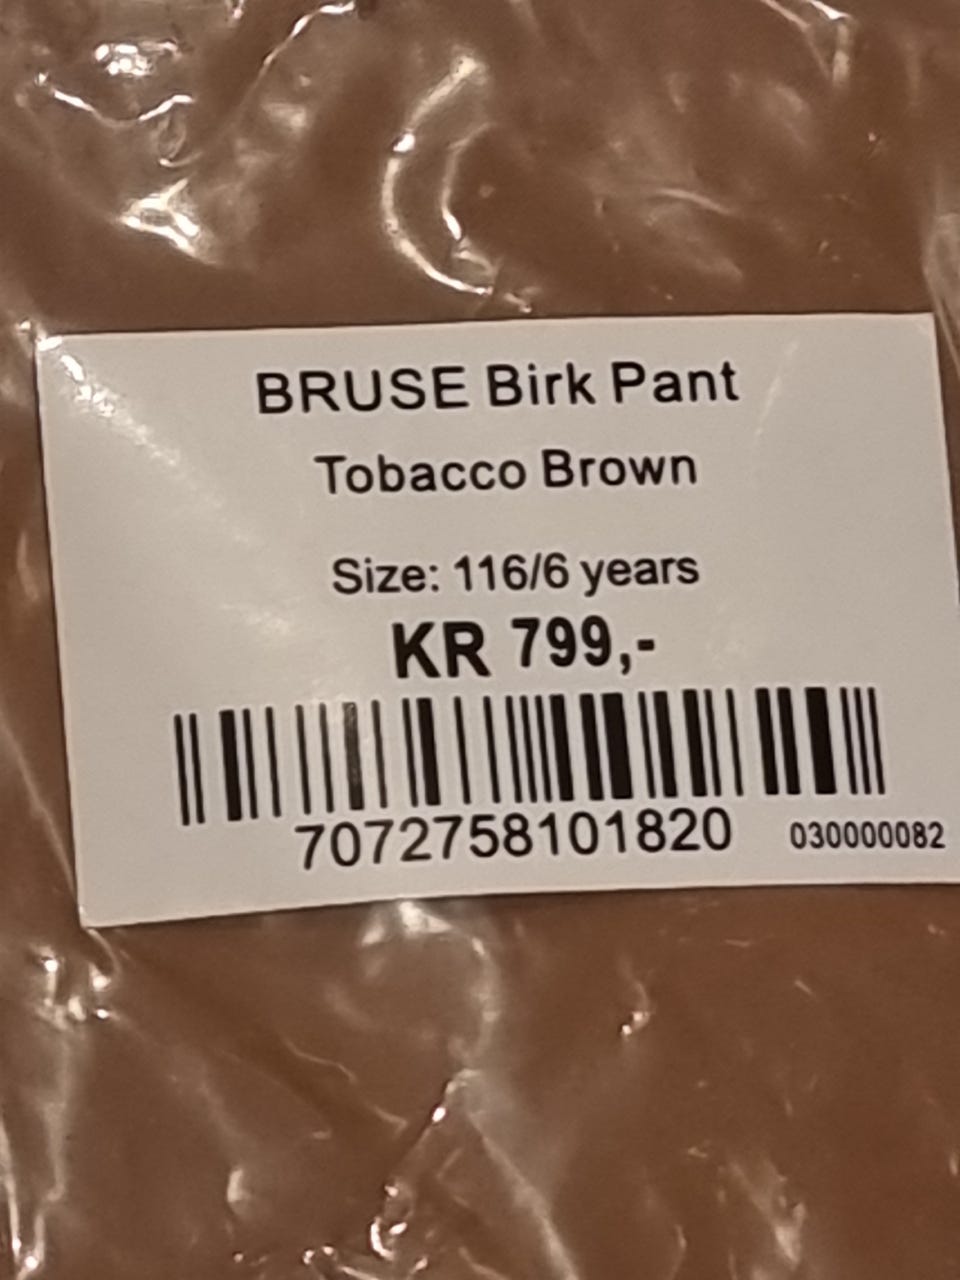 BRUSE Birk Pant
Tobacco Brown
Size: 116/6 years
KR 799,-
7072758101820 030000082